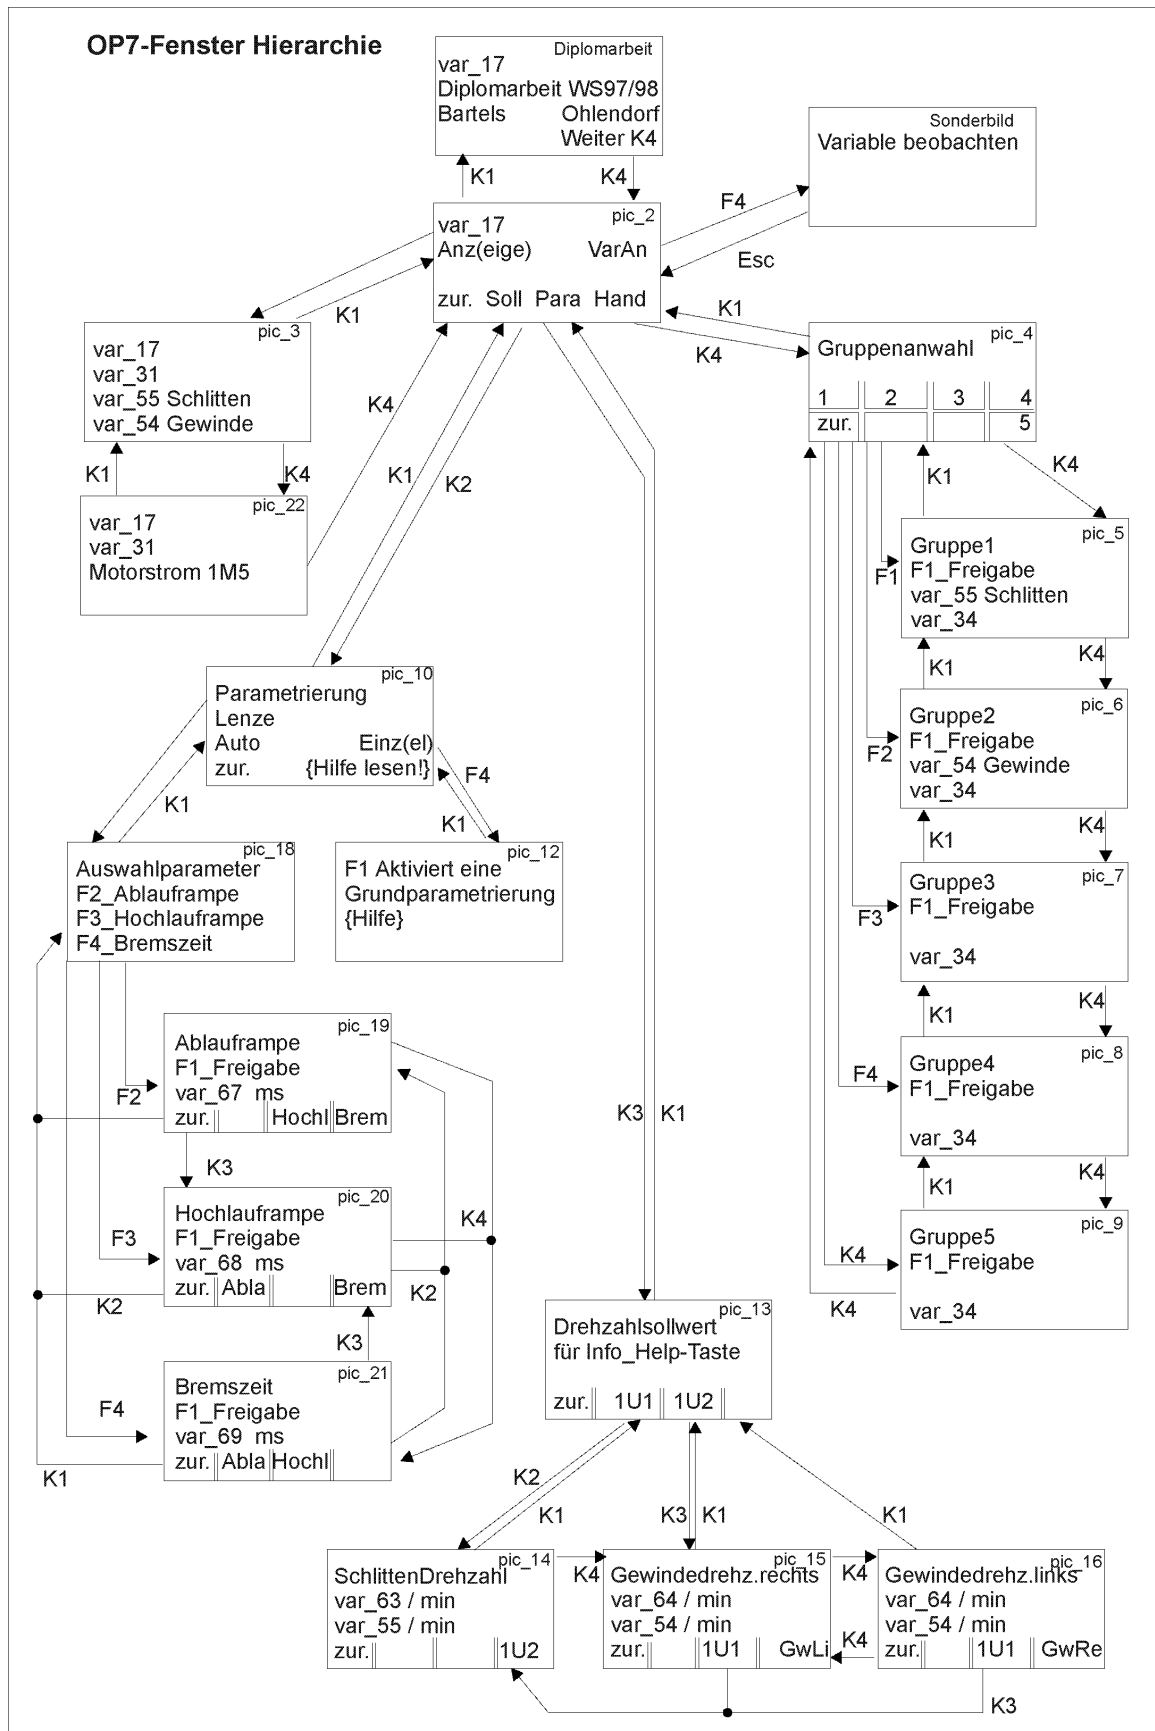 OP7-Fenster Hierarchie
Diplomarbeit
var_17
Diplomarbeit WS97/98
Bartels Ohlendorf
Weiter K4
Sonderbild
Variable beobachten
K1
K4
F4
Esc
pic_2
var_17
Anz(eige) VarAn
zur. Soll Para Hand
K1
K1
K4
pic_3
var_17
var_31
var_55 Schlitten
var_54 Gewinde
pic_4
Gruppenanwahl
1 2 3 4
zur. 5
K4
K1
K4
K1
K2
K1
K4
pic_22
var_17
var_31
Motorstrom 1M5
pic_5
Gruppe1
F1_Freigabe
var_55 Schlitten
var_34
F1
K1
K4
pic_10
Parametrierung
Lenze
Auto Einz(el)
zur. {Hilfe lesen!}
pic_6
Gruppe2
F1_Freigabe
var_54 Gewinde
var_34
F2
K1
F4
K1
K1
K4
pic_18
Auswahlparameter
F2_Ablauframpe
F3_Hochlauframpe
F4_Bremszeit
pic_12
F1 Aktiviert eine
Grundparametrierung
{Hilfe}
pic_7
Gruppe3
F1_Freigabe
var_34
F3
K1
K4
pic_19
Ablauframpe
F1_Freigabe
var_67 ms
zur. Hochl Brem
F2
pic_8
Gruppe4
F1_Freigabe
var_34
F4
K3
K1
K3
K1
K4
pic_20
Hochlauframpe
F1_Freigabe
var_68 ms
zur. Abla Brem
F3
K4
K2
K2
pic_9
Gruppe5
F1_Freigabe
var_34
K4
K4
K3
pic_21
Bremszeit
F1_Freigabe
var_69 ms
zur. Abla Hochl
F4
K1
pic_13
Drehzahlsollwert
für Info_Help-Taste
zur. 1U1 1U2
K2
K1
K3
K1
K1
pic_14
SchlittenDrehzahl
var_63 / min
var_55 / min
zur. 1U2
K4
pic_15
Gewindedrehz.rechts
var_64 / min
var_54 / min
zur. 1U1 GwLi
K4
K4
pic_16
Gewindedrehz.links
var_64 / min
var_54 / min
zur. 1U1 GwRe
K3